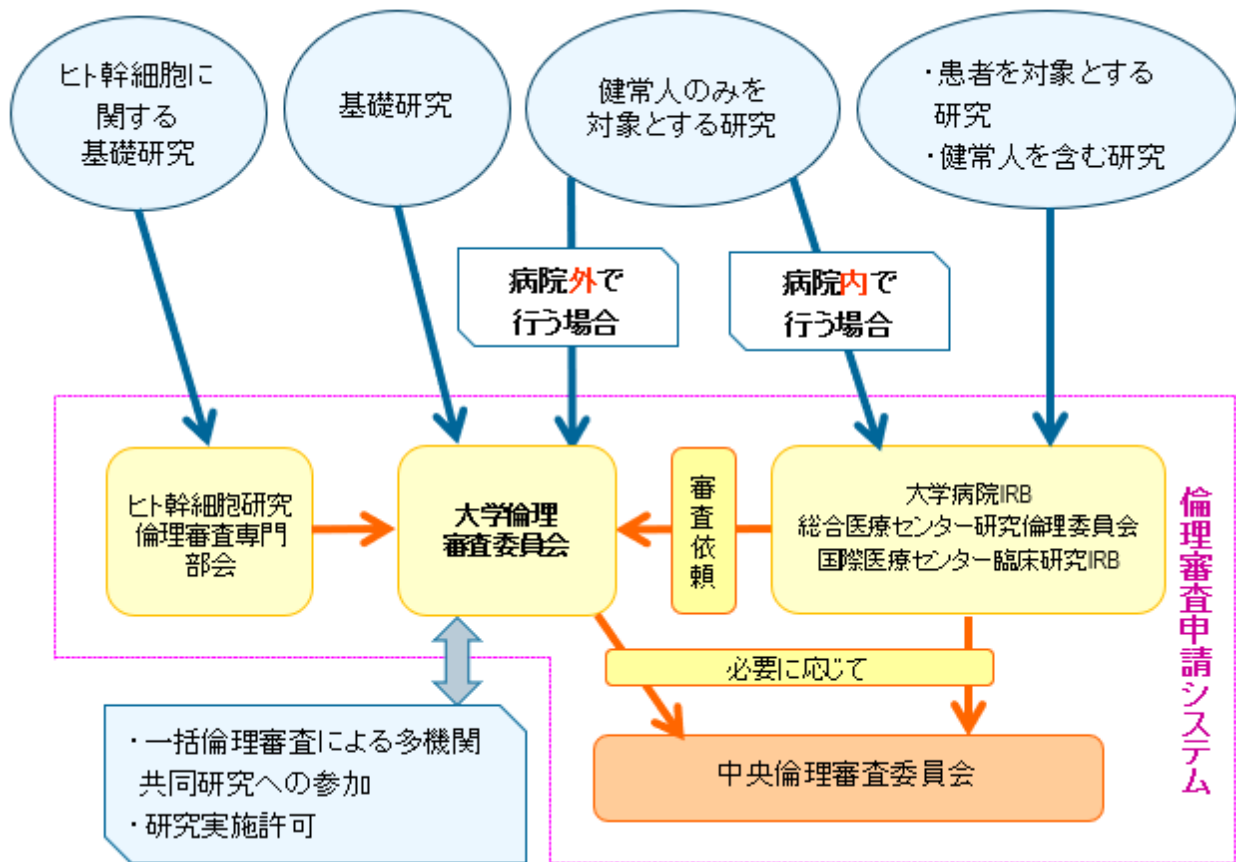 ヒト幹細胞に
関する
基礎研究
基礎研究
健常人のみを
対象とする研究
・患者を対象とする
研究
・健常人を含む研究
病院外で
行う場合
病院内で
行う場合
ヒト幹細胞研究
倫理審査専門
部会
大学倫理
審査委員会
審査依頼
大学病院IRB
総合医療センター研究倫理委員会
国際医療センター臨床研究IRB
倫理審査申請システム
必要に応じて
・一括倫理審査による多機関
共同研究への参加
・研究実施許可
中央倫理審査委員会